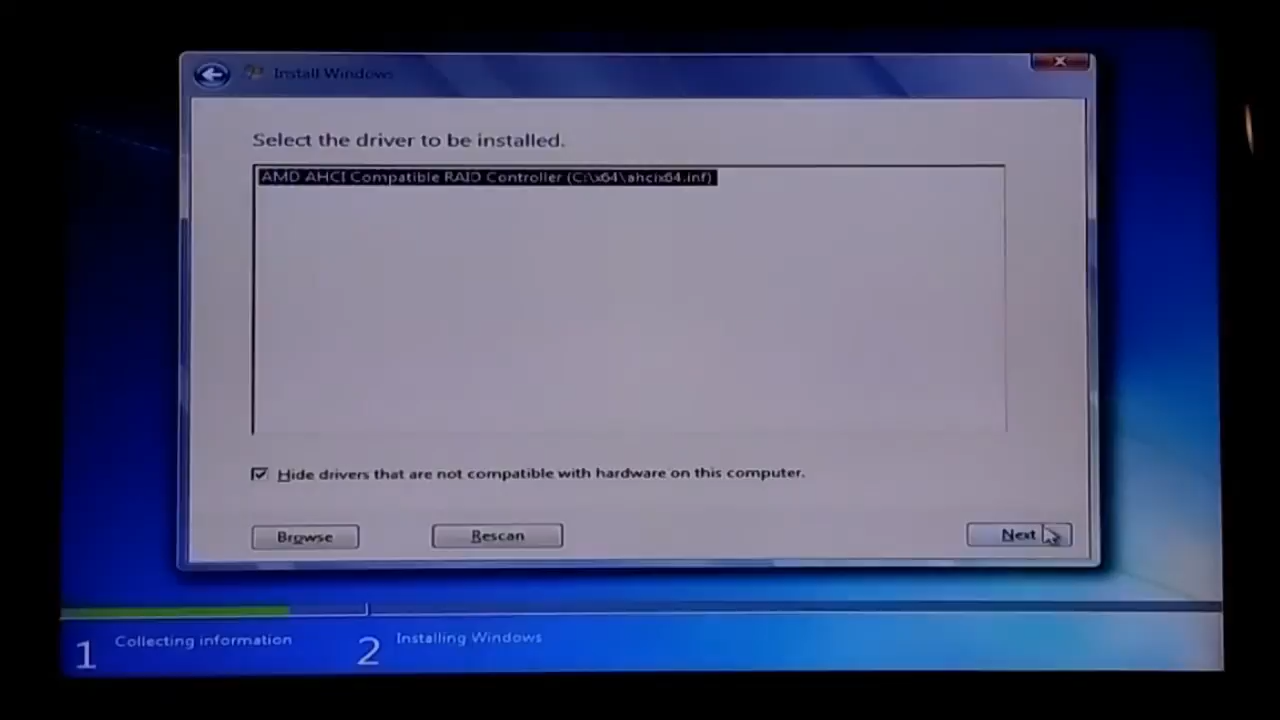 Install Windows
Select the driver to be installed.
AMD AHCI Compatible RAID Controller (C:\x64\ahcix64.inf)
Hide drivers that are not compatible with hardware on this computer.
Browse
Rescan
Next
1 Collecting information
2 Installing Windows